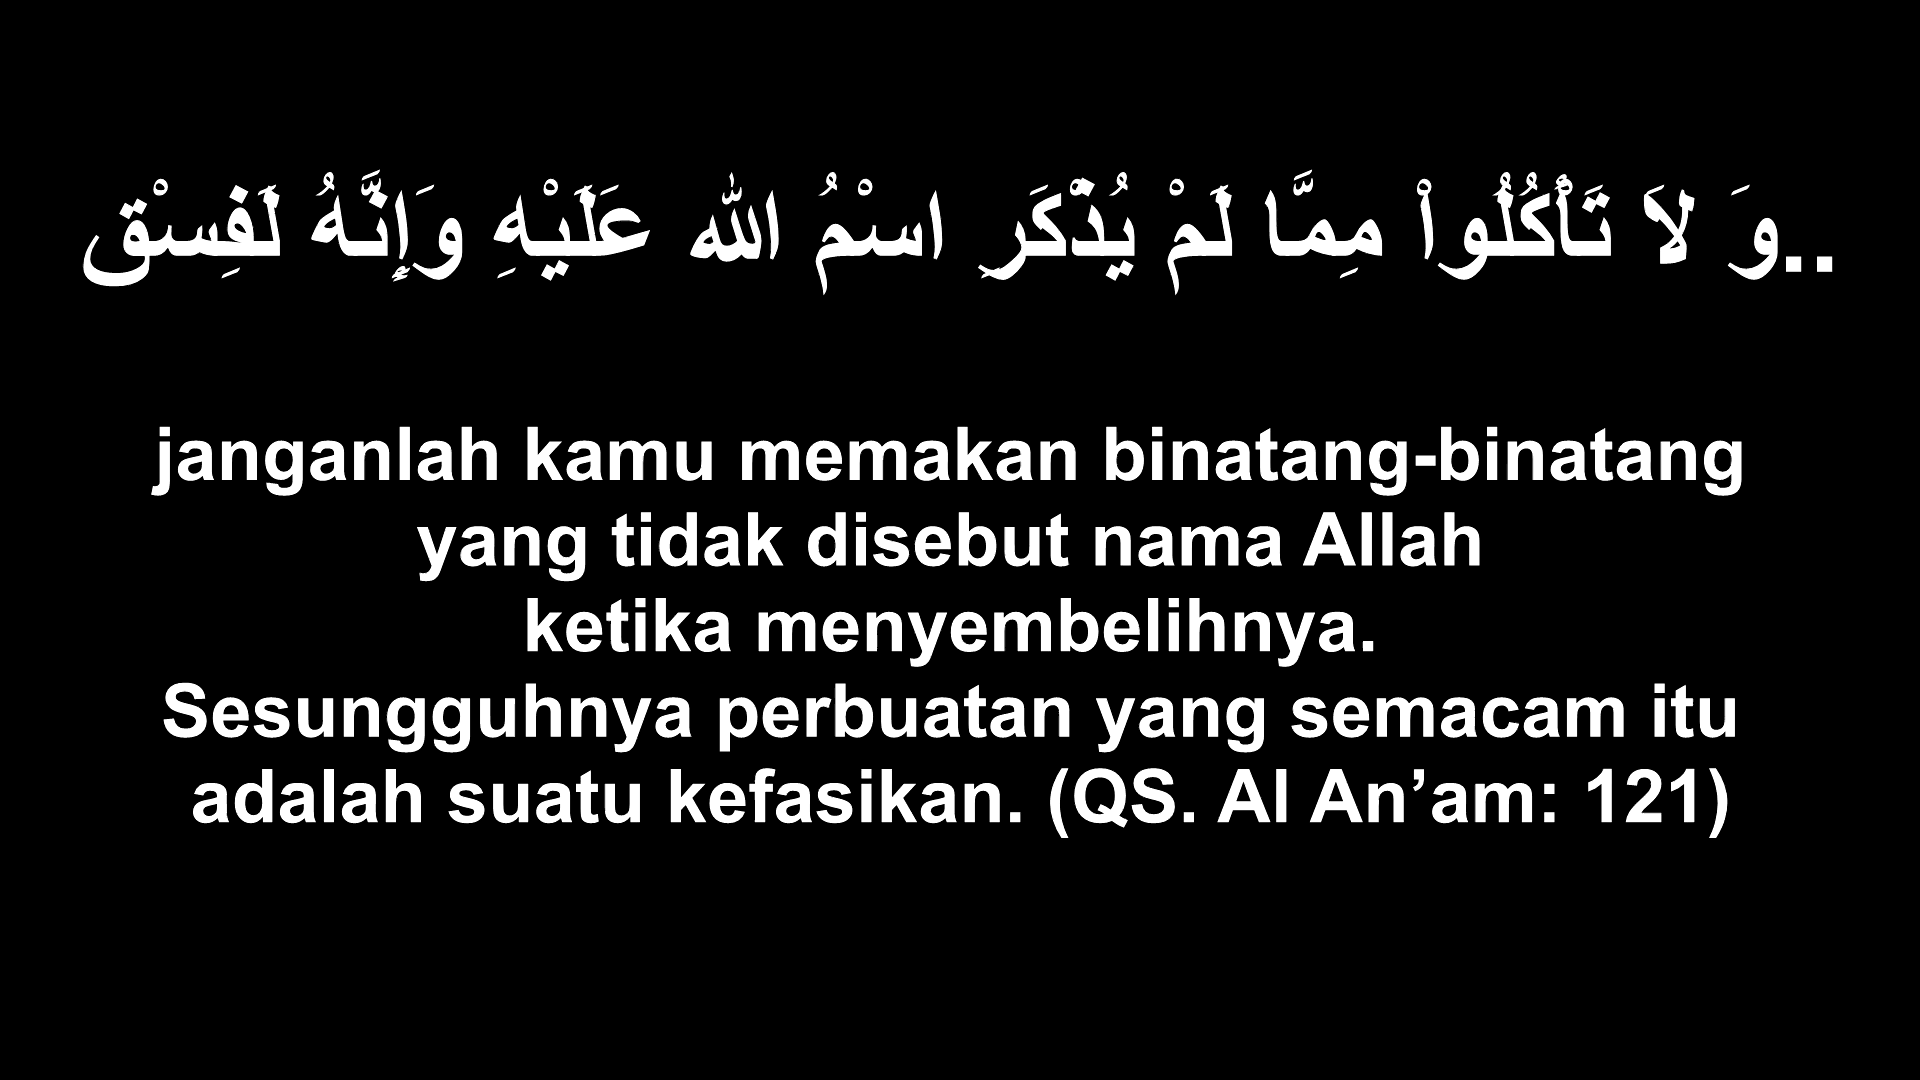 ..وَ لاَ تَأْكُلُواْ مِمَّا لَمْ يُذْكَرِ اسْمُ الله عَلَيْهِ وَإِنَّهُ لَفِسْق
janganlah kamu memakan binatang-binatang
yang tidak disebut nama Allah
ketika menyembelihnya.
Sesungguhnya perbuatan yang semacam itu
adalah suatu kefasikan. (QS. Al An’am: 121)